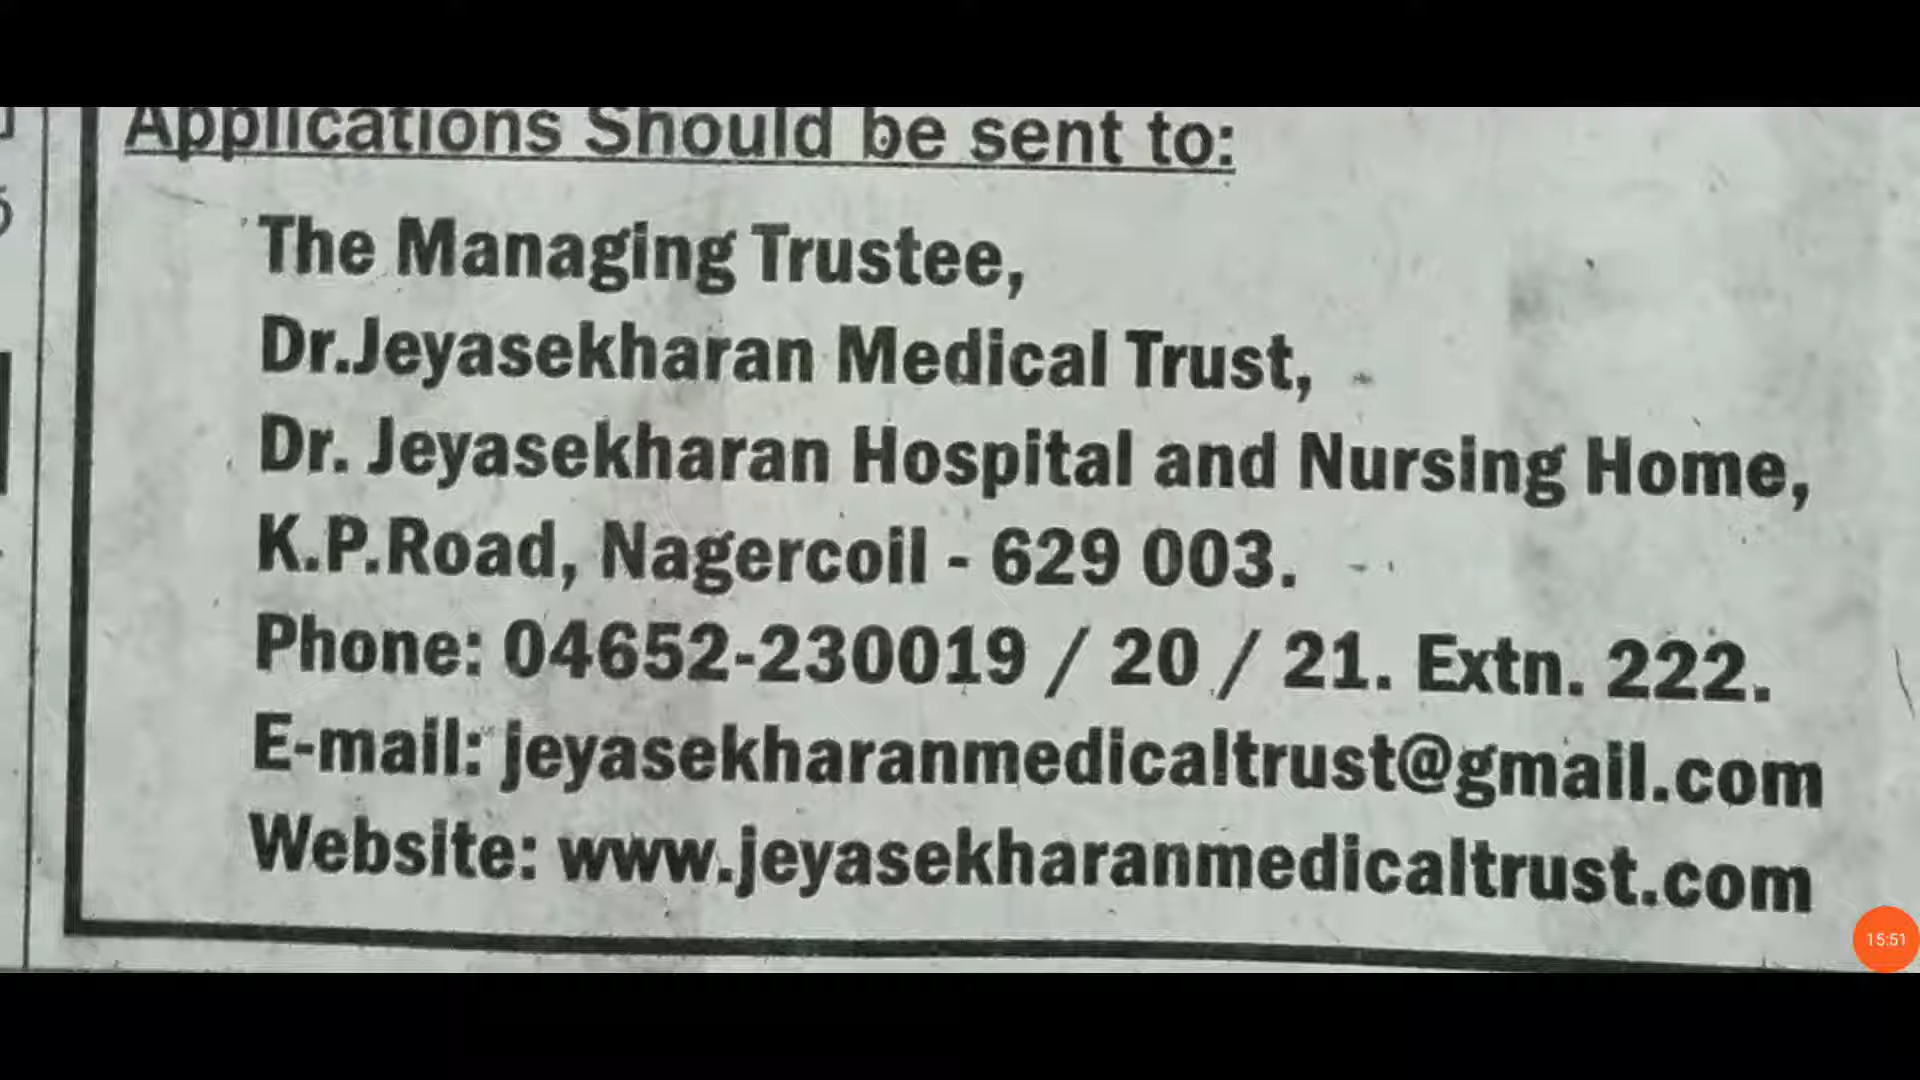 Applications Should be sent to:
The Managing Trustee,
Dr.Jeyasekharan Medical Trust,
Dr. Jeyasekharan Hospital and Nursing Home,
K.P.Road, Nagercoil - 629 003.
Phone: 04652-230019 / 20 / 21. Extn. 222.
E-mail: jeyasekharanmedicaltrust@gmail.com
Website: www.jeyasekharanmedicaltrust.com
15:51